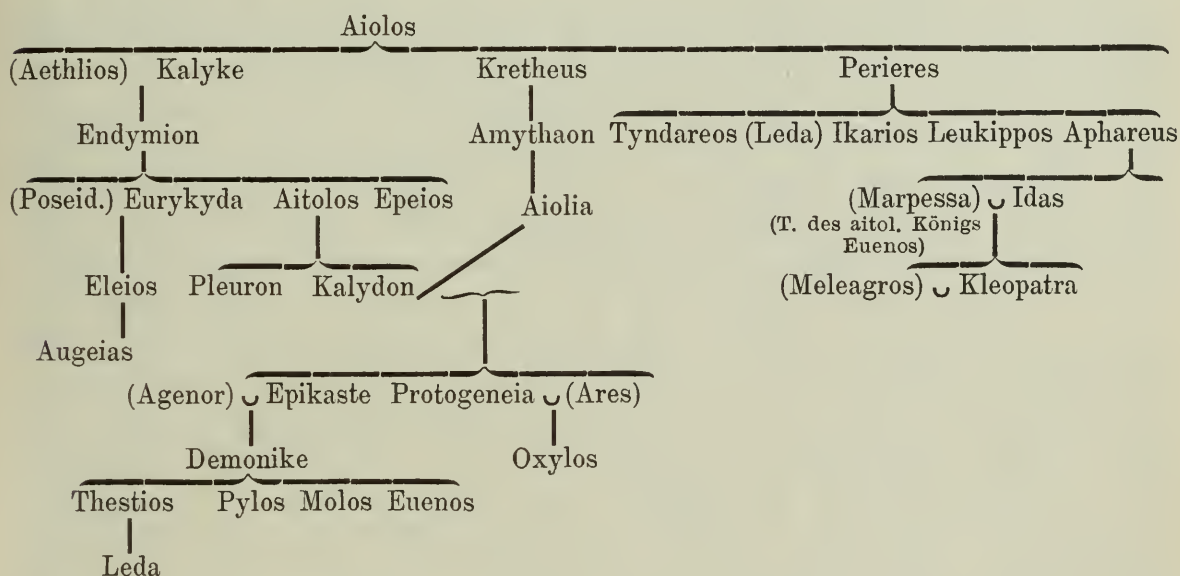 Aiolos
(Aethlios) Kalyke Kretheus Perieres
Endymion Amythaon Tyndareos (Leda) Ikarios Leukippos Aphareus
(Poseid.) Eurykyda Aitolos Epeios Aiolia (Marpessa) ᴗ Idas
(T. des aitol. Königs
Euenos)
Eleios Pleuron Kalydon (Meleagros) ᴗ Kleopatra
Augeias
(Agenor) ᴗ Epikaste Protogeneia ᴗ (Ares)
Demonike Oxylos
Thestios Pylos Molos Euenos
Leda